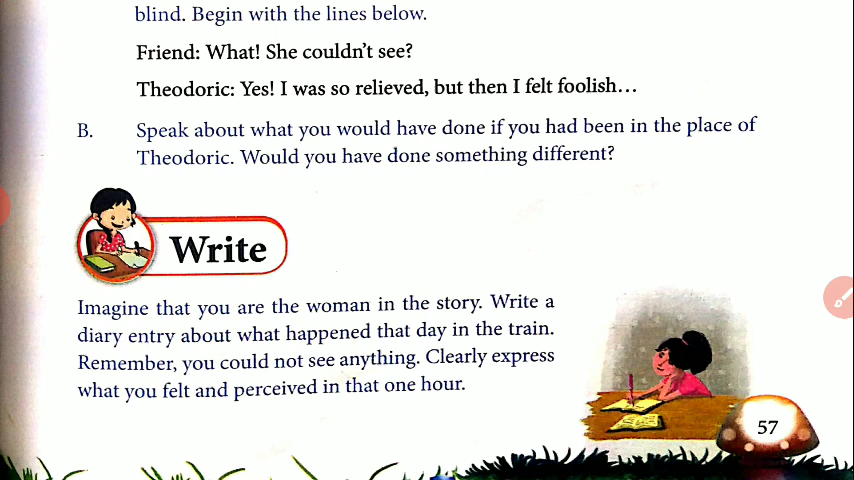 blind. Begin with the lines below.
Friend: What! She couldn't see?
Theodoric: Yes! I was so relieved, but then I felt foolish…
B. Speak about what you would have done if you had been in the place of
Theodoric. Would you have done something different?
Write
Imagine that you are the woman in the story. Write a
diary entry about what happened that day in the train.
Remember, you could not see anything. Clearly express
what you felt and perceived in that one hour.
57